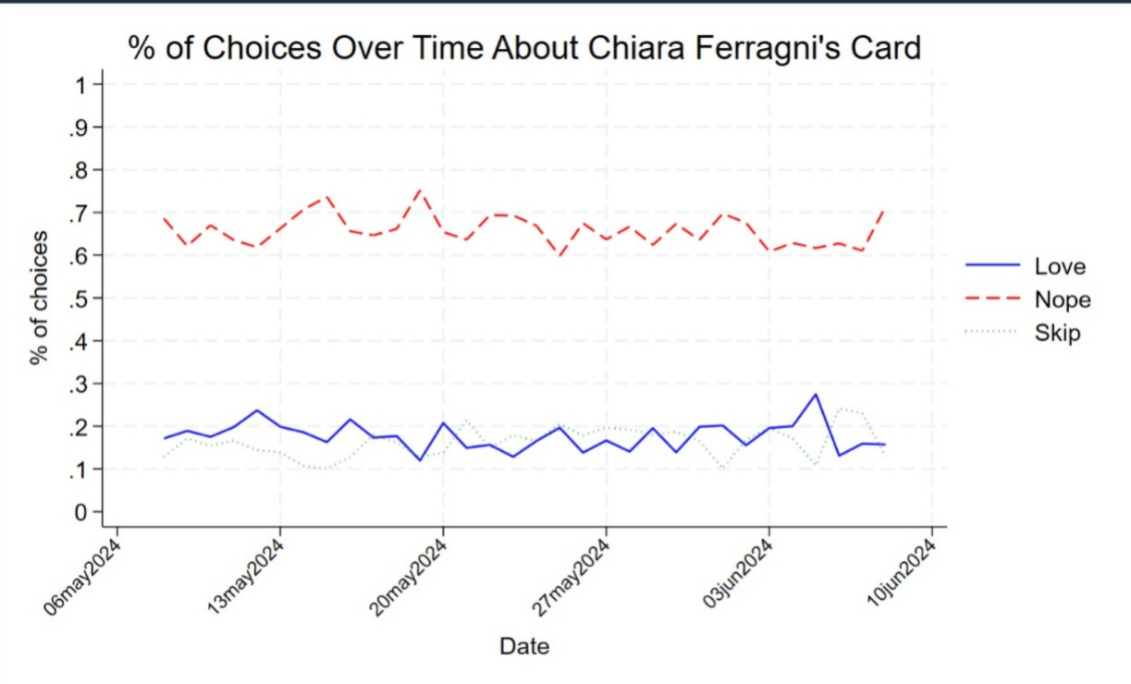 % of Choices Over Time About Chiara Ferragni's Card
% of choices
1
.9
.8
.7
.6
.5
.4
.3
.2
.1
0
06may2024
13may2024
20may2024
27may2024
03jun2024
10jun2024
Date
Love
Nope
Skip